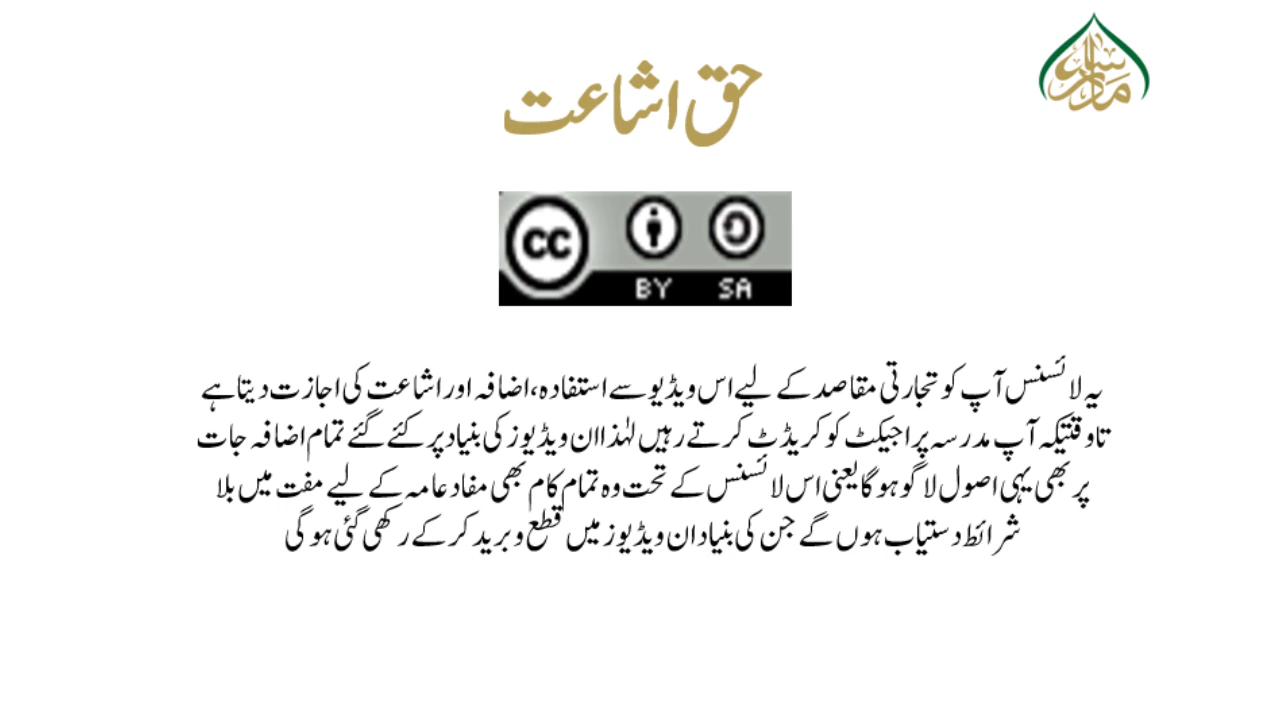 مدرسہ
حق اشاعت
CC BY SA
یہ لائسنس آپ کو تجارتی مقاصد کے لیے اس ویڈیو سے استفادہ، اضافہ اور اشاعت کی اجازت دیتا ہے
تاوقتیکہ آپ مدرسہ پراجیکٹ کو کریڈٹ کرتے رہیں لہٰذا ان ویڈیوز کی بنیاد پر کئے گئے تمام اضافہ جات
پر بھی یہی اصول لاگو ہوگا یعنی اس لائسنس کے تحت وہ تمام کام بھی مفاد عامہ کے لیے مفت میں بلا
شرائط دستیاب ہوں گے جن کی بنیاد ان ویڈیوز میں قطع و برید کر کے رکھی گئی ہوگی